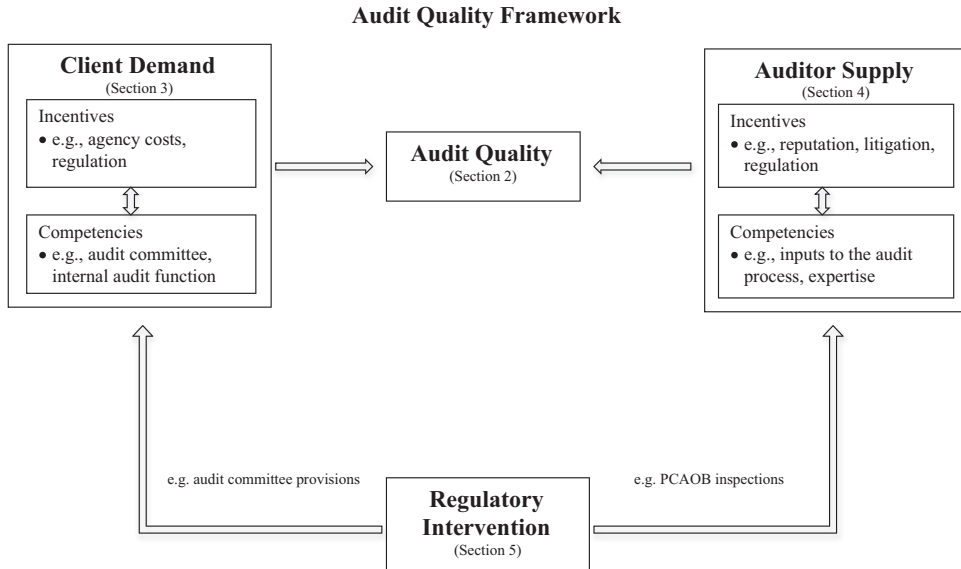 Audit Quality Framework
Client Demand
(Section 3)
Incentives
• e.g., agency costs,
regulation
Competencies
• e.g., audit committee,
internal audit function
Audit Quality
(Section 2)
Auditor Supply
(Section 4)
Incentives
• e.g., reputation, litigation,
regulation
Competencies
• e.g., inputs to the audit
process, expertise
e.g. audit committee provisions
e.g. PCAOB inspections
Regulatory
Intervention
(Section 5)